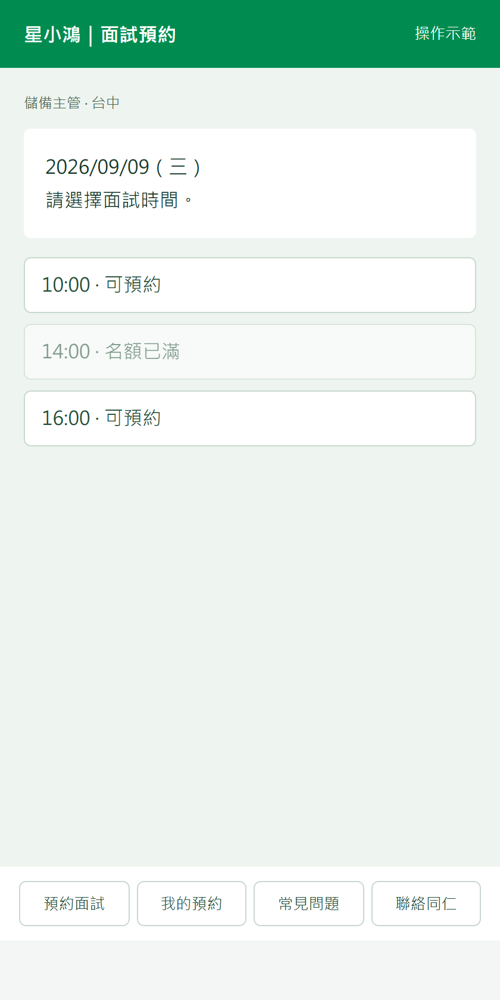 星小鴻｜面試預約
操作示範
儲備主管 · 台中
2026/09/09（三）
請選擇面試時間。
10:00 · 可預約
14:00 · 名額已滿
16:00 · 可預約
預約面試
我的預約
常見問題
聯絡同仁